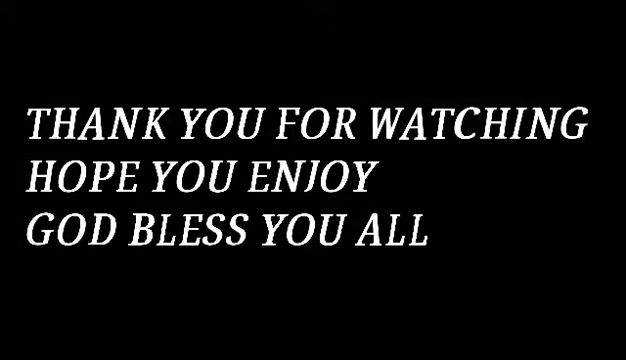 THANK YOU FOR WATCHING
HOPE YOU ENJOY
GOD BLESS YOU ALL